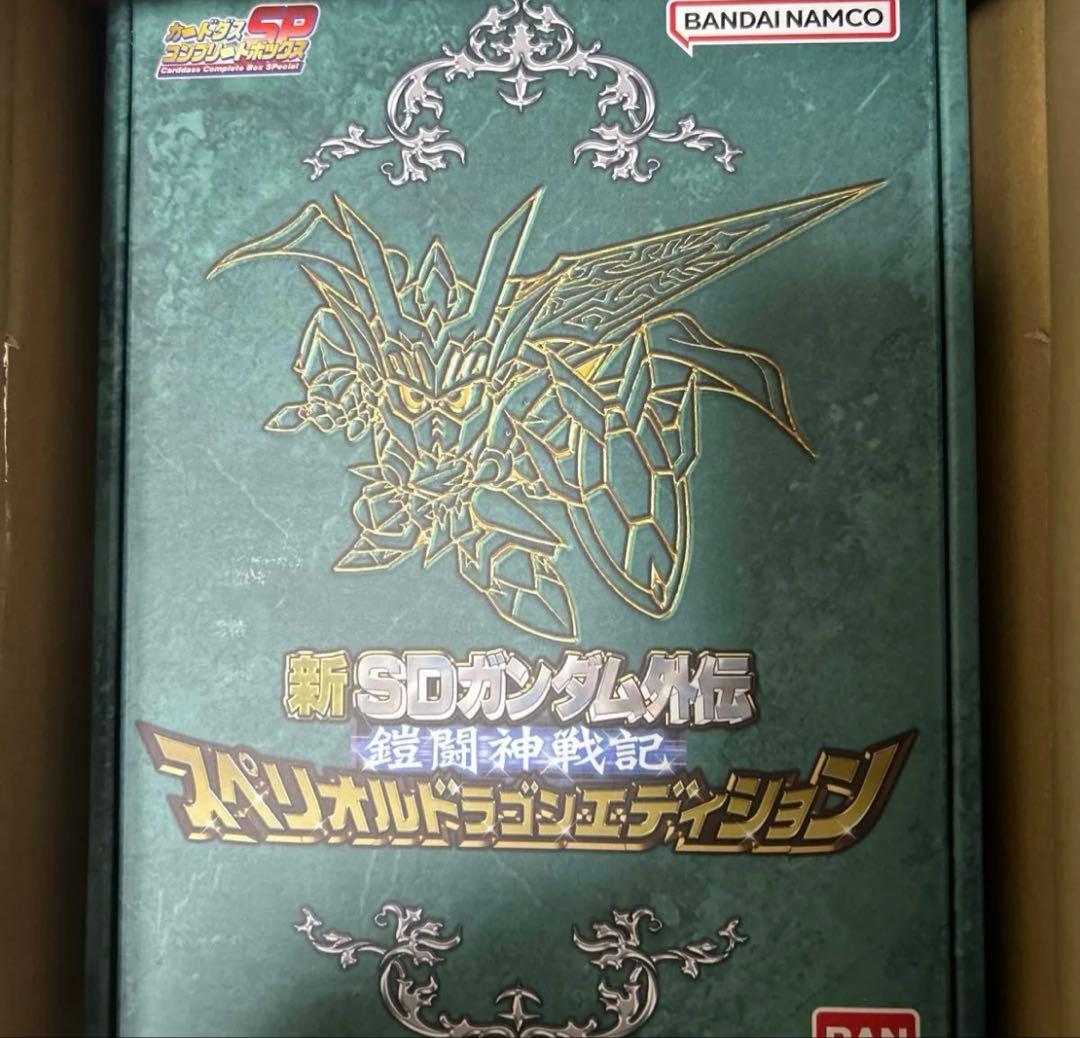 カードダス
コンプリートボックス
SP
Carddass Complete Box SPecial
BANDAI NAMCO
新SDガンダム外伝
鎧闘神戦記
スペリオルドラゴンエディション
BAN